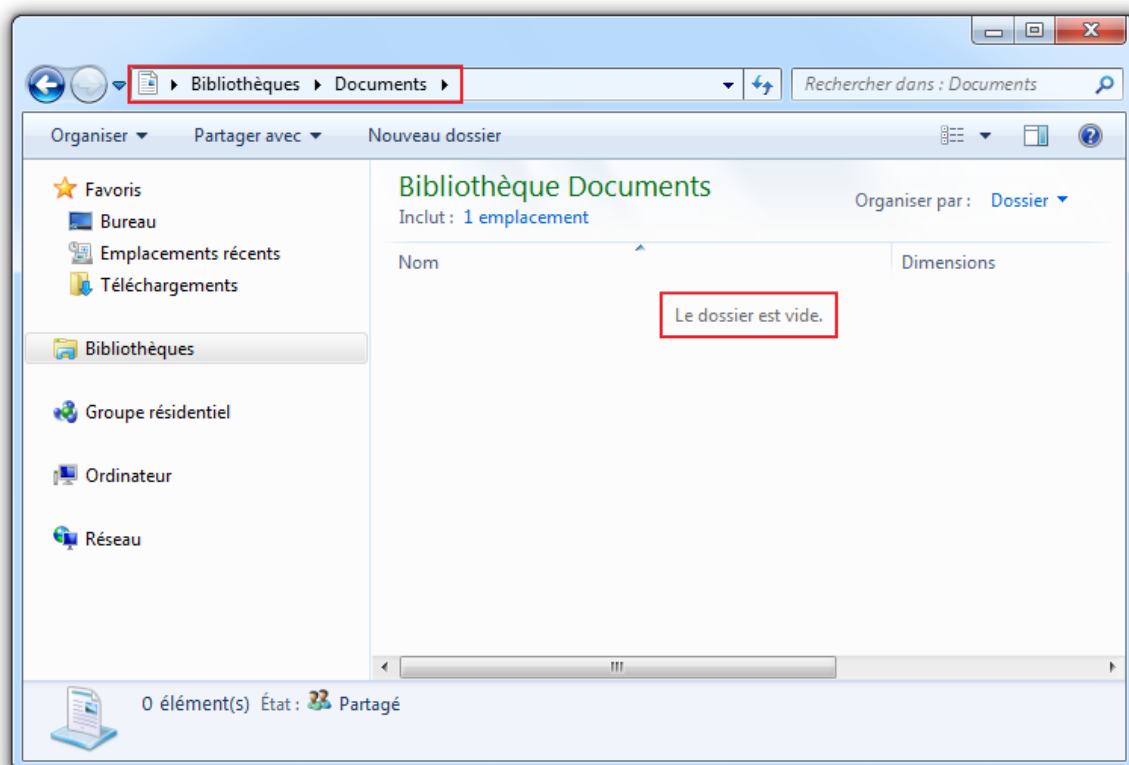 Bibliothèques Documents
Rechercher dans : Documents
Organiser Partager avec Nouveau dossier
Favoris
Bureau
Emplacements récents
Téléchargements
Bibliothèques
Groupe résidentiel
Ordinateur
Réseau
Bibliothèque Documents
Inclut : 1 emplacement
Organiser par : Dossier
Nom Dimensions
Le dossier est vide.
0 élément(s) État : Partagé